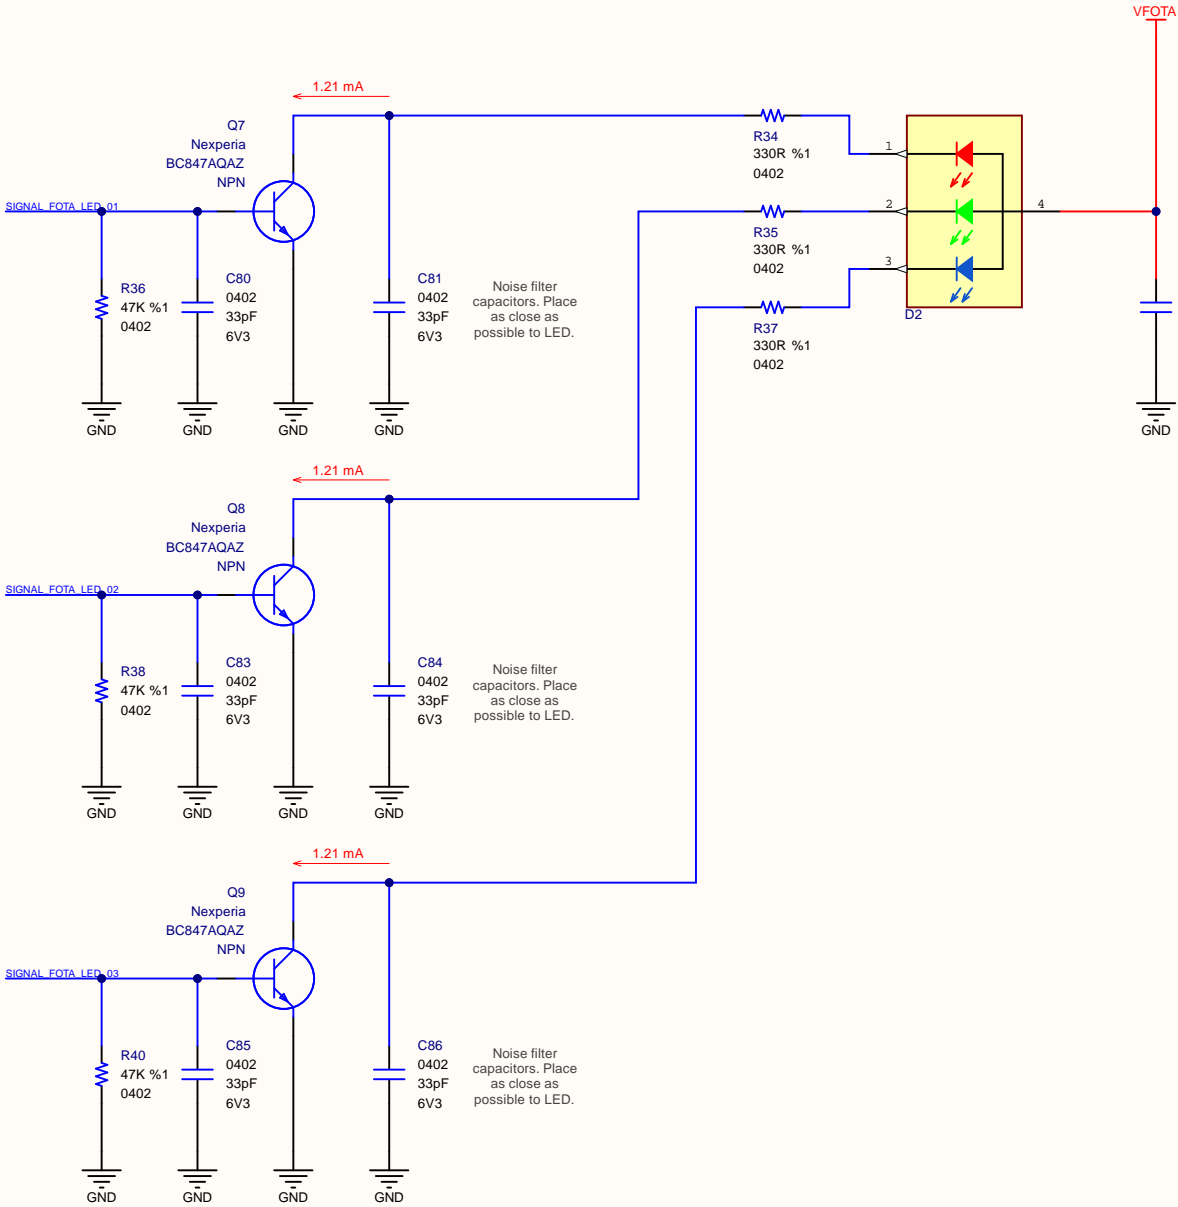 VFOTA
1.21 mA
Q7
Nexperia
BC847AQAZ
NPN
SIGNAL_FOTA_LED_01
R36
47K %1
0402
C80
0402
33pF
6V3
C81
0402
33pF
6V3
Noise filter
capacitors. Place
as close as
possible to LED.
GND
GND
GND
GND
R34
330R %1
0402
R35
330R %1
0402
R37
330R %1
0402
1
2
3
4
D2
GND
1.21 mA
Q8
Nexperia
BC847AQAZ
NPN
SIGNAL_FOTA_LED_02
R38
47K %1
0402
C83
0402
33pF
6V3
C84
0402
33pF
6V3
Noise filter
capacitors. Place
as close as
possible to LED.
GND
GND
GND
GND
1.21 mA
Q9
Nexperia
BC847AQAZ
NPN
SIGNAL_FOTA_LED_03
R40
47K %1
0402
C85
0402
33pF
6V3
C86
0402
33pF
6V3
Noise filter
capacitors. Place
as close as
possible to LED.
GND
GND
GND
GND